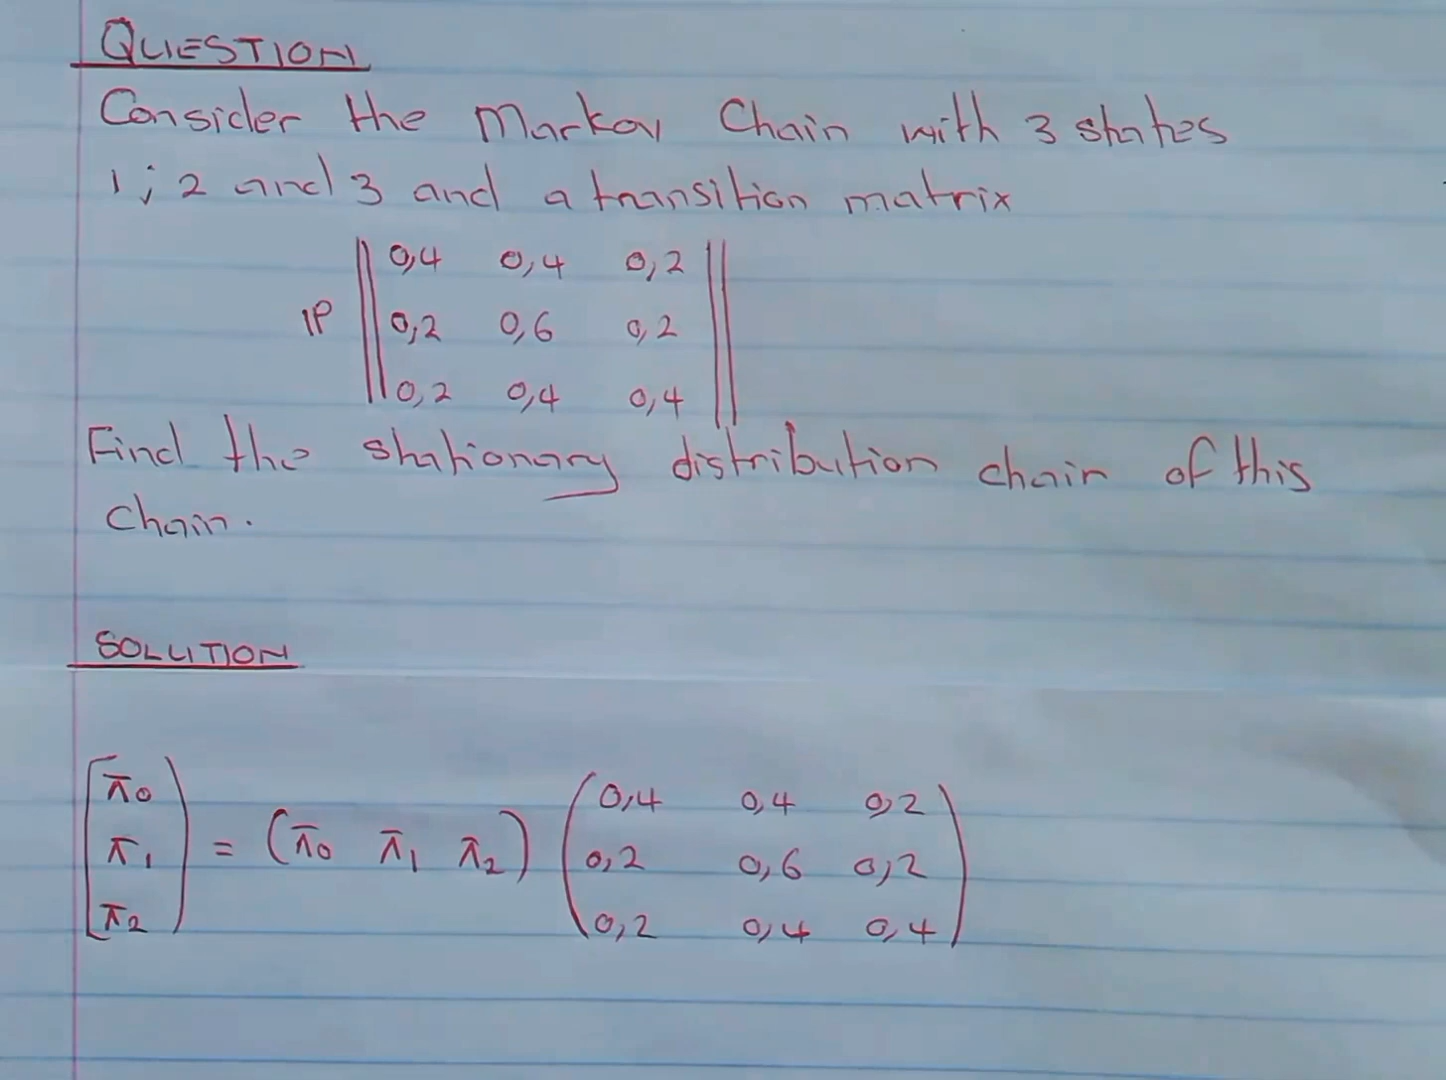 QUESTION
Consider the Markov Chain with 3 states
1; 2 and 3 and a transition matrix
0,4 0,4 0,2
IP 0,2 0,6 0,2
0,2 0,4 0,4
Find the stationary distribution chain of this
chain.
SOLUTION
π0 0,4 0,4 0,2
π1 = (π0 π1 π2) 0,2 0,6 0,2
π2 0,2 0,4 0,4